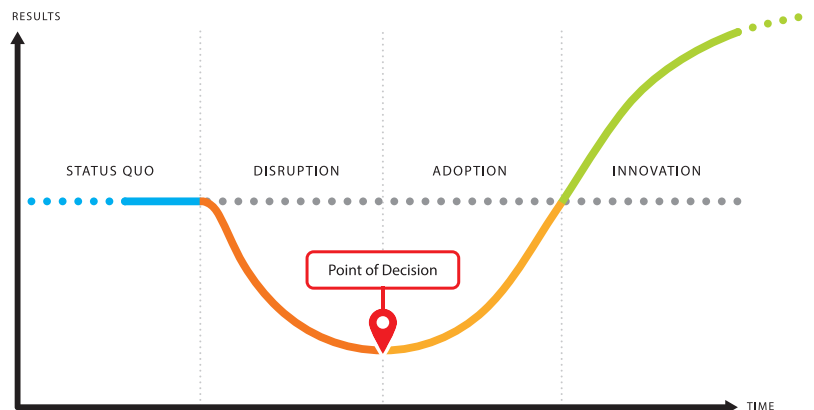 RESULTS
STATUS QUO
DISRUPTION
ADOPTION
INNOVATION
Point of Decision
TIME